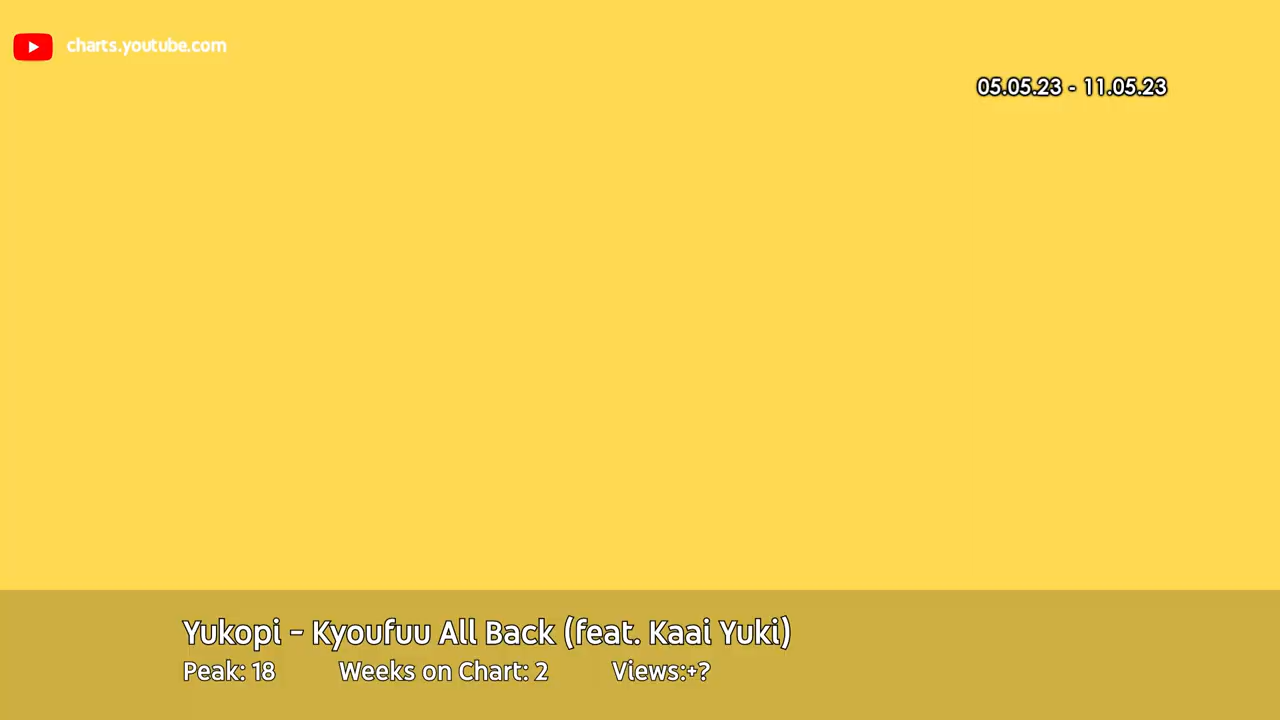 charts.youtube.com
05.05.23 - 11.05.23
Yukopi - Kyoufuu All Back (feat. Kaai Yuki)
Peak: 18 Weeks on Chart: 2 Views:+?